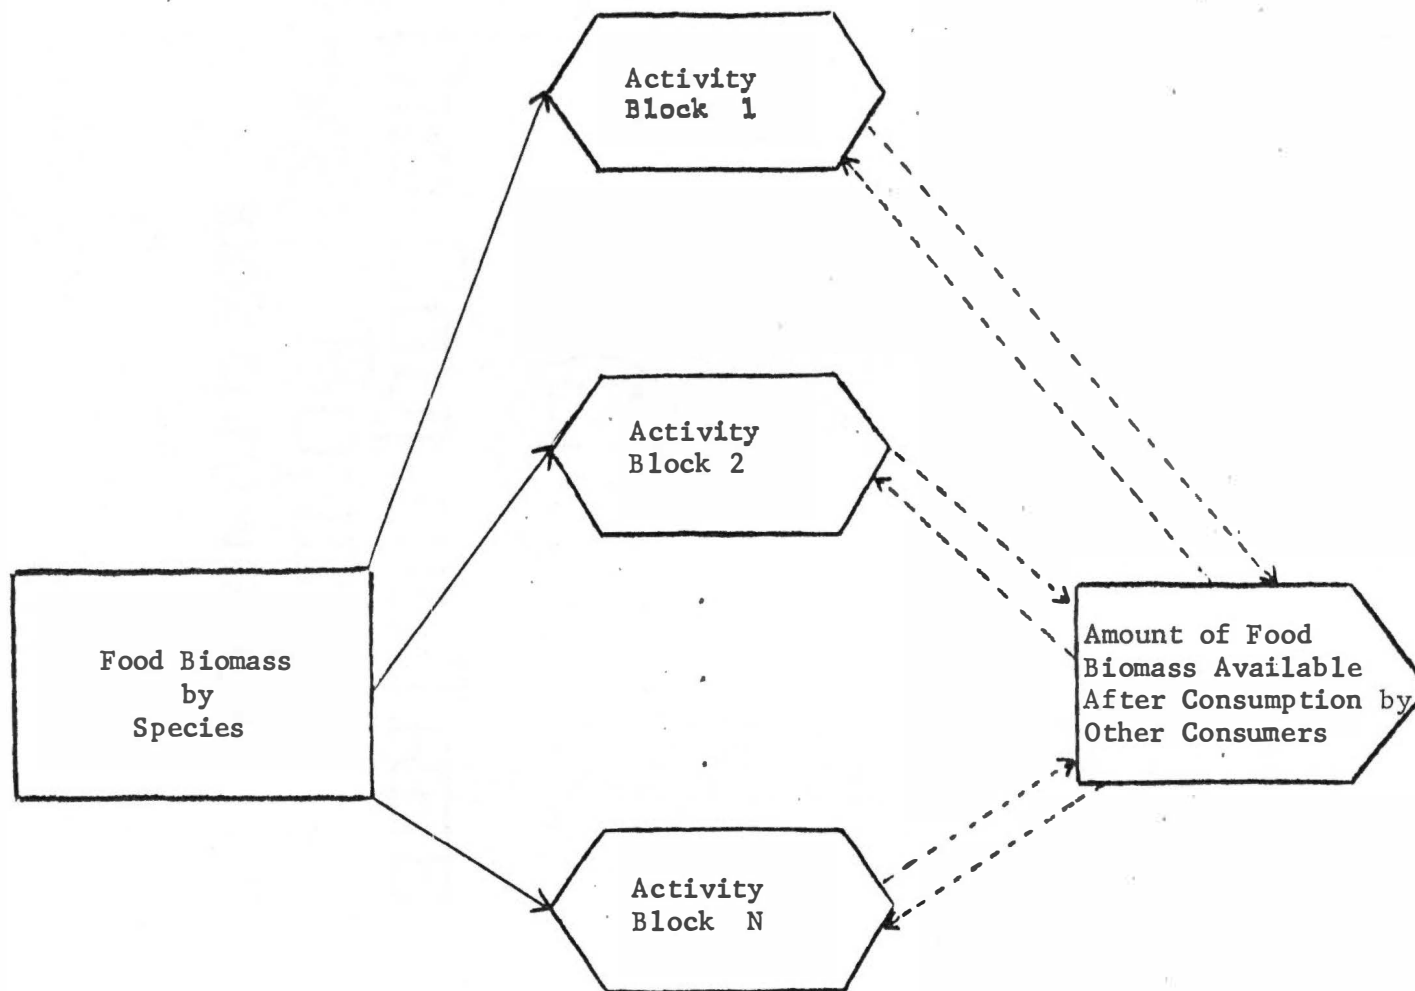 Activity
Block 1
Activity
Block 2
Food Biomass
by
Species
Amount of Food
Biomass Available
After Consumption by
Other Consumers
Activity
Block N